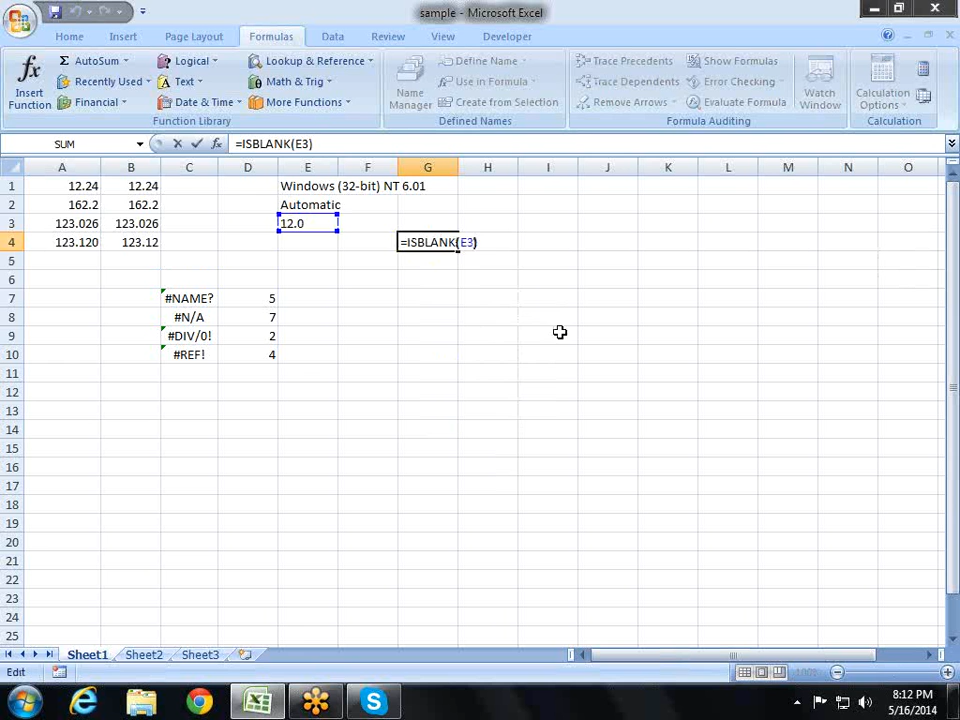 sample - Microsoft Excel
Home Insert Page Layout Formulas Data Review View Developer
fx Insert Function
Σ AutoSum
Recently Used
Financial
Logical
Text
Date & Time
Lookup & Reference
Math & Trig
More Functions
Function Library
Name Manager
Define Name
Use in Formula
Create from Selection
Defined Names
Trace Precedents
Trace Dependents
Remove Arrows
Show Formulas
Error Checking
Evaluate Formula
Watch Window
Formula Auditing
Calculation Options
Calculation
SUM fx =ISBLANK(E3)
A B C D E F G H I J K L M N O
1 12.24 12.24 Windows (32-bit) NT 6.01
2 162.2 162.2 Automatic
3 123.026 123.026 12.0
4 123.120 123.12 =ISBLANK(E3)
5
6
7 #NAME? 5
8 #N/A 7
9 #DIV/0! 2
10 #REF! 4
11
12
13
14
15
16
17
18
19
20
21
22
23
24
25
Sheet1 Sheet2 Sheet3
Edit 100%
8:12 PM
5/16/2014